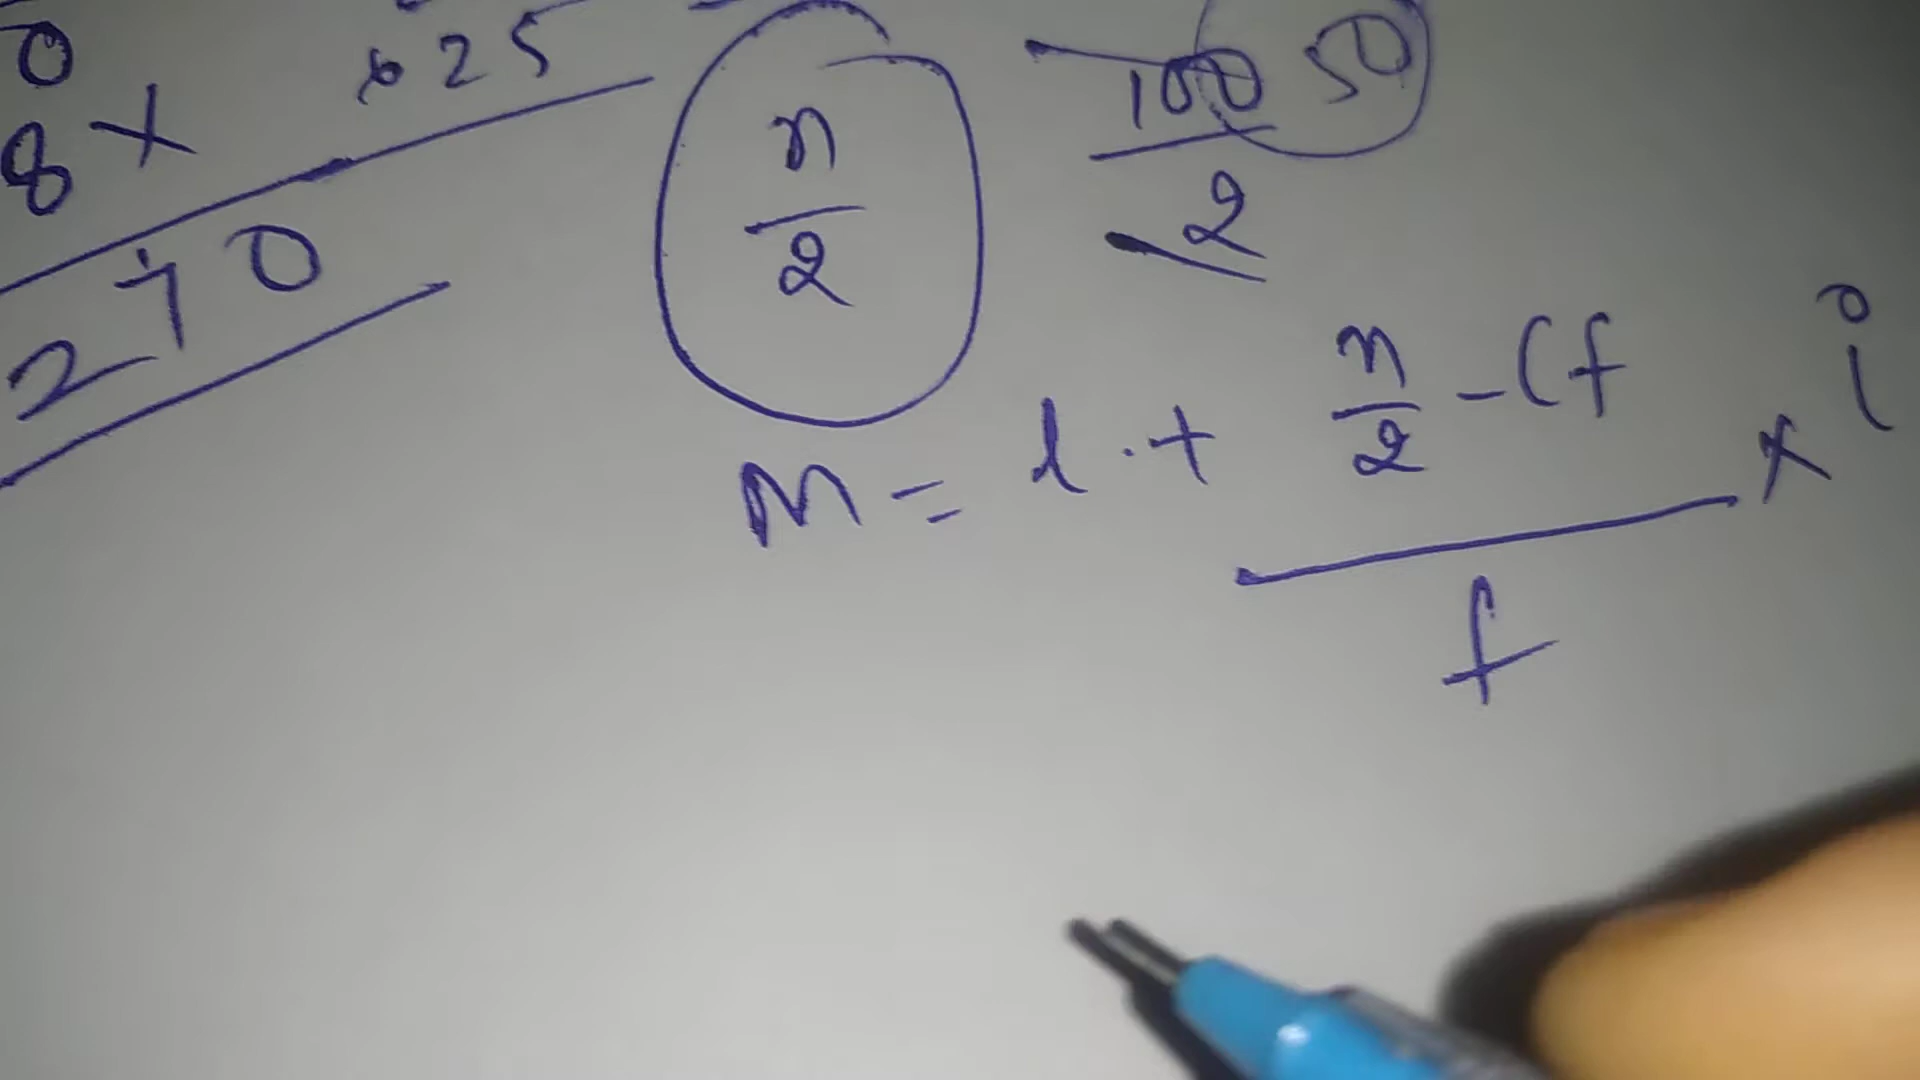 0
8 x
.25
270
n/2
100/2 50
M = l + n/2 - cf / f x i